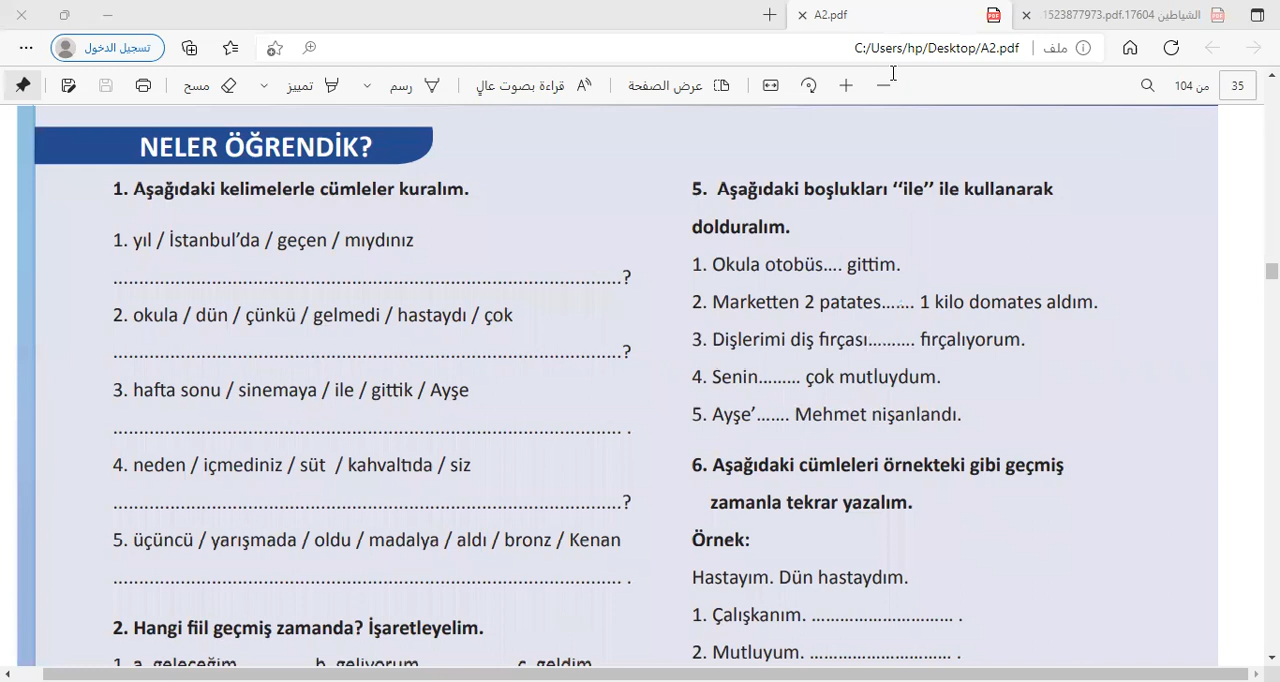 A2.pdf
الشياطين 17604.1523877973.pdf
تسجيل الدخول
C:/Users/hp/Desktop/A2.pdf
ملف
مسح
تمييز
رسم
قراءة بصوت عالٍ
عرض الصفحة
من 104
35
NELER ÖĞRENDİK?
1. Aşağıdaki kelimelerle cümleler kuralım.
1. yıl / İstanbul’da / geçen / mıydınız
....................................................................................................?
2. okula / dün / çünkü / gelmedi / hastaydı / çok
....................................................................................................?
3. hafta sonu / sinemaya / ile / gittik / Ayşe
.................................................................................................... .
4. neden / içmediniz / süt / kahvaltıda / siz
....................................................................................................?
5. üçüncü / yarışmada / oldu / madalya / aldı / bronz / Kenan
.................................................................................................... .
2. Hangi fiil geçmiş zamanda? İşaretleyelim.
1. a. geleceğim b. geliyorum c. geldim
5. Aşağıdaki boşlukları ‘‘ile’’ ile kullanarak
dolduralım.
1. Okula otobüs.... gittim.
2. Marketten 2 patates....... 1 kilo domates aldım.
3. Dişlerimi diş fırçası......... fırçalıyorum.
4. Senin......... çok mutluydum.
5. Ayşe’....... Mehmet nişanlandı.
6. Aşağıdaki cümleleri örnekteki gibi geçmiş
zamanla tekrar yazalım.
Örnek:
Hastayım. Dün hastaydım.
1. Çalışkanım. ............................ .
2. Mutluyum. ............................ .